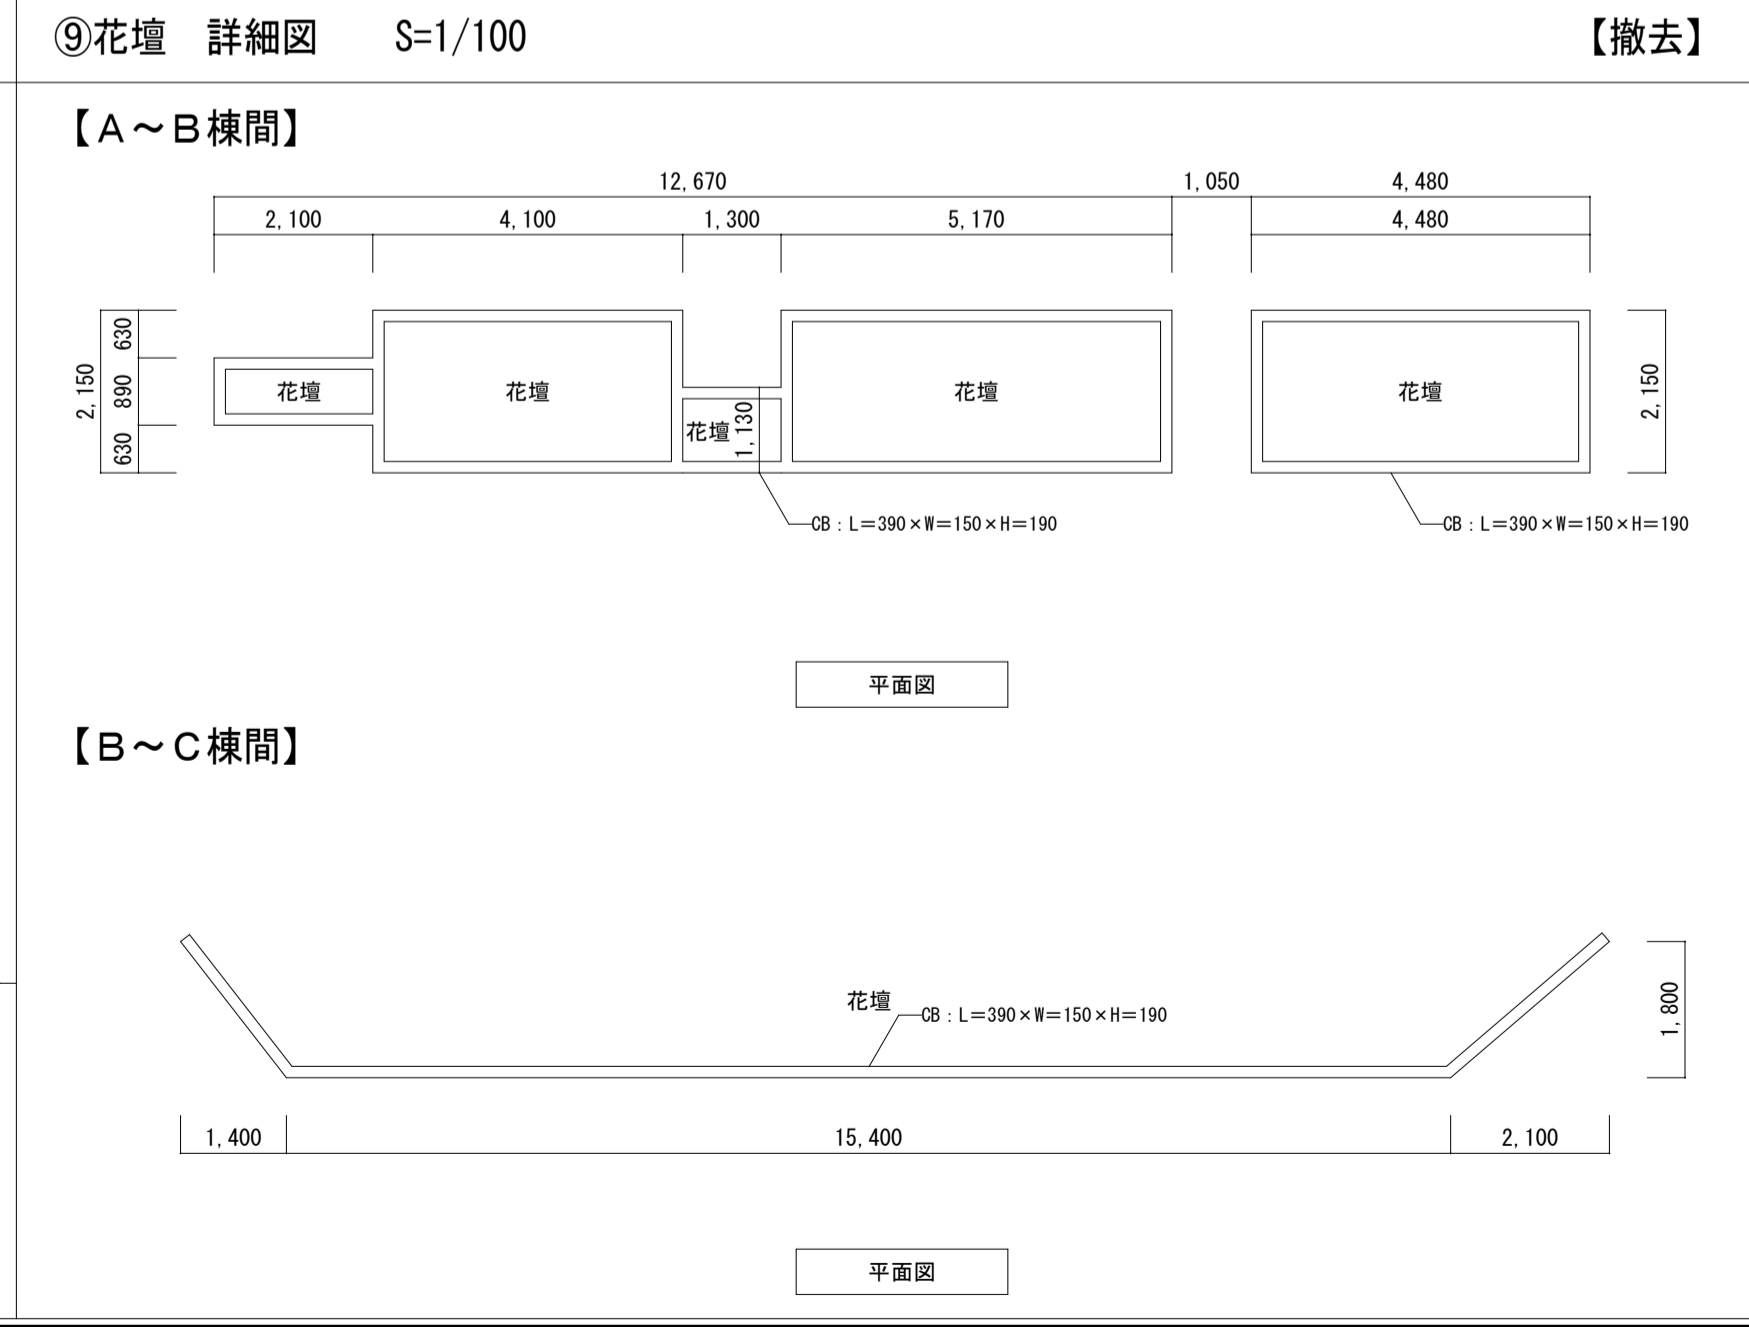 ⑨花壇　詳細図　　S=1/100
【撤去】
【A～B棟間】
12,670
1,050
4,480
2,100
4,100
1,300
5,170
4,480
2,150
630
890
630
花壇
花壇
花壇
1,130
花壇
花壇
2,150
CB：L＝390×W＝150×H＝190
CB：L＝390×W＝150×H＝190
平面図
【B～C棟間】
花壇
CB：L＝390×W＝150×H＝190
1,800
1,400
15,400
2,100
平面図